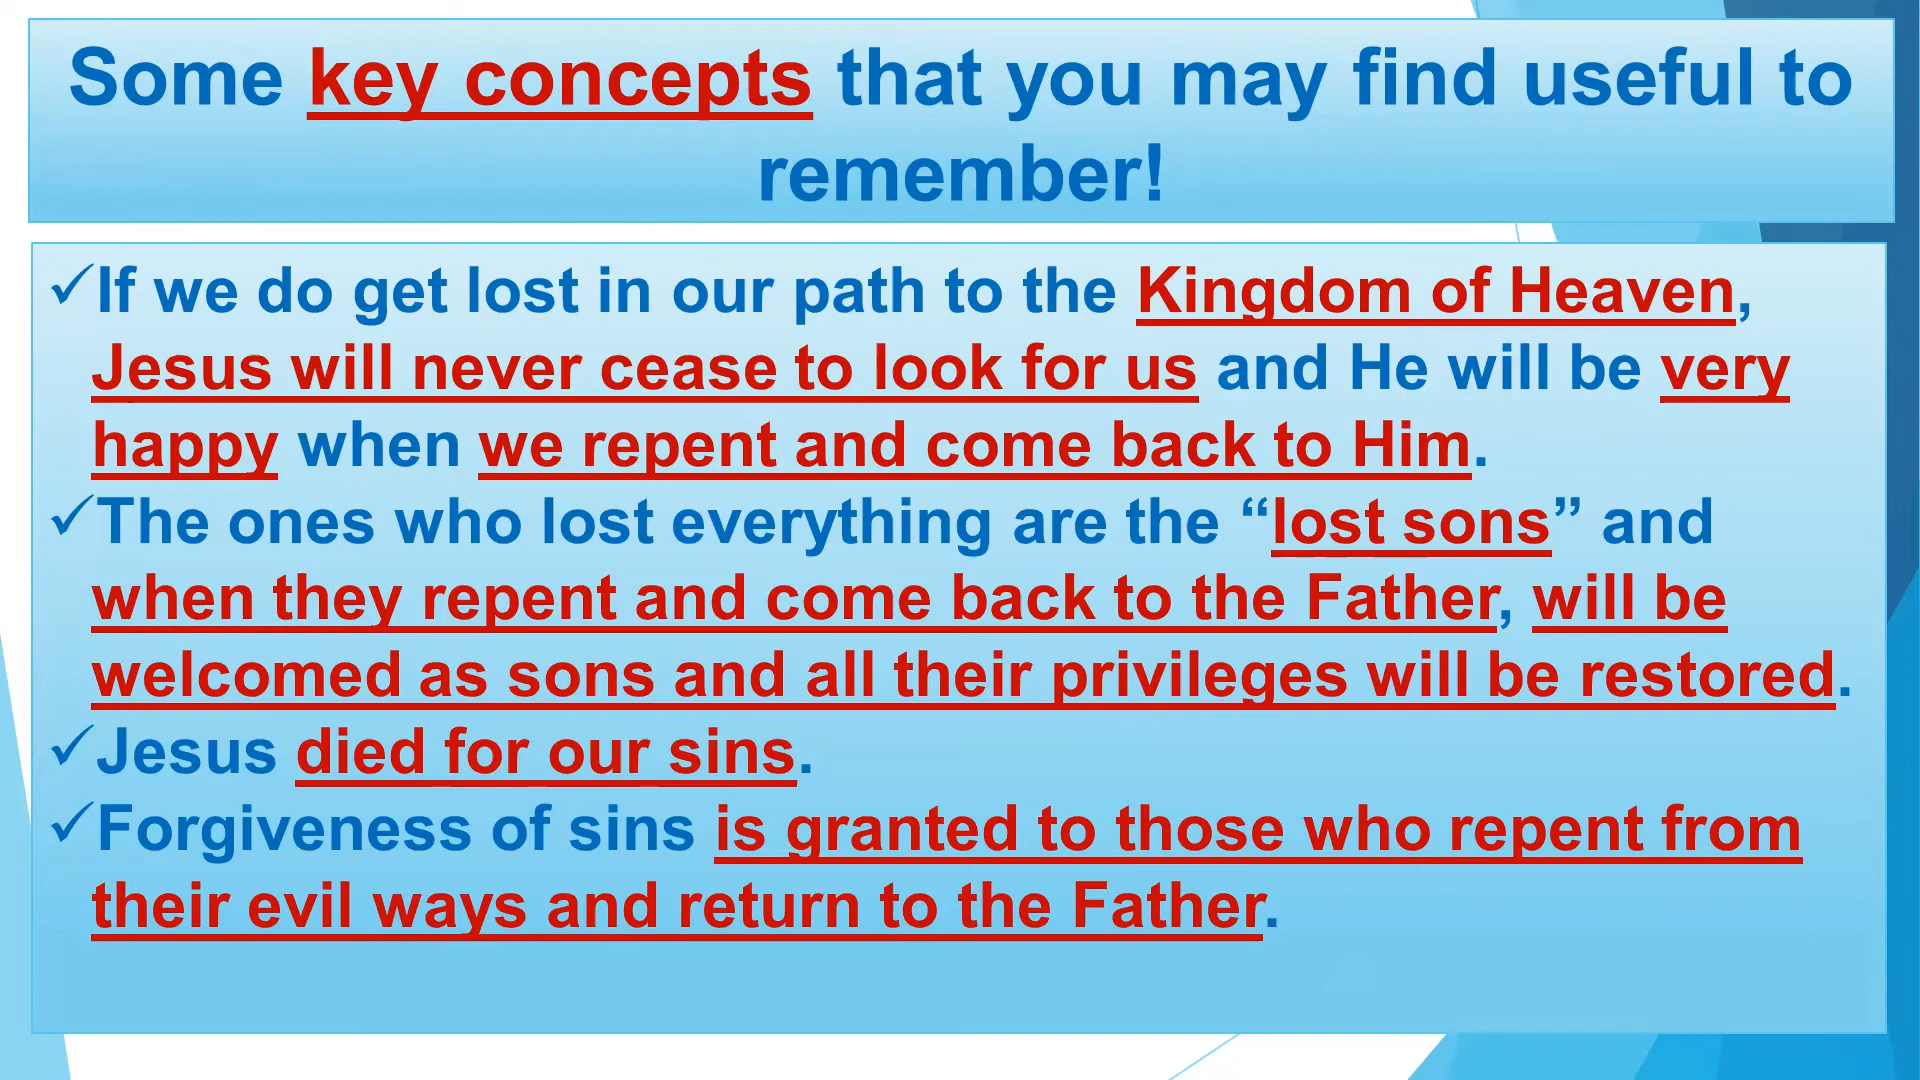 Some key concepts that you may find useful to
remember!
✓If we do get lost in our path to the Kingdom of Heaven,
Jesus will never cease to look for us and He will be very
happy when we repent and come back to Him.
✓The ones who lost everything are the “lost sons” and
when they repent and come back to the Father, will be
welcomed as sons and all their privileges will be restored.
✓Jesus died for our sins.
✓Forgiveness of sins is granted to those who repent from
their evil ways and return to the Father.